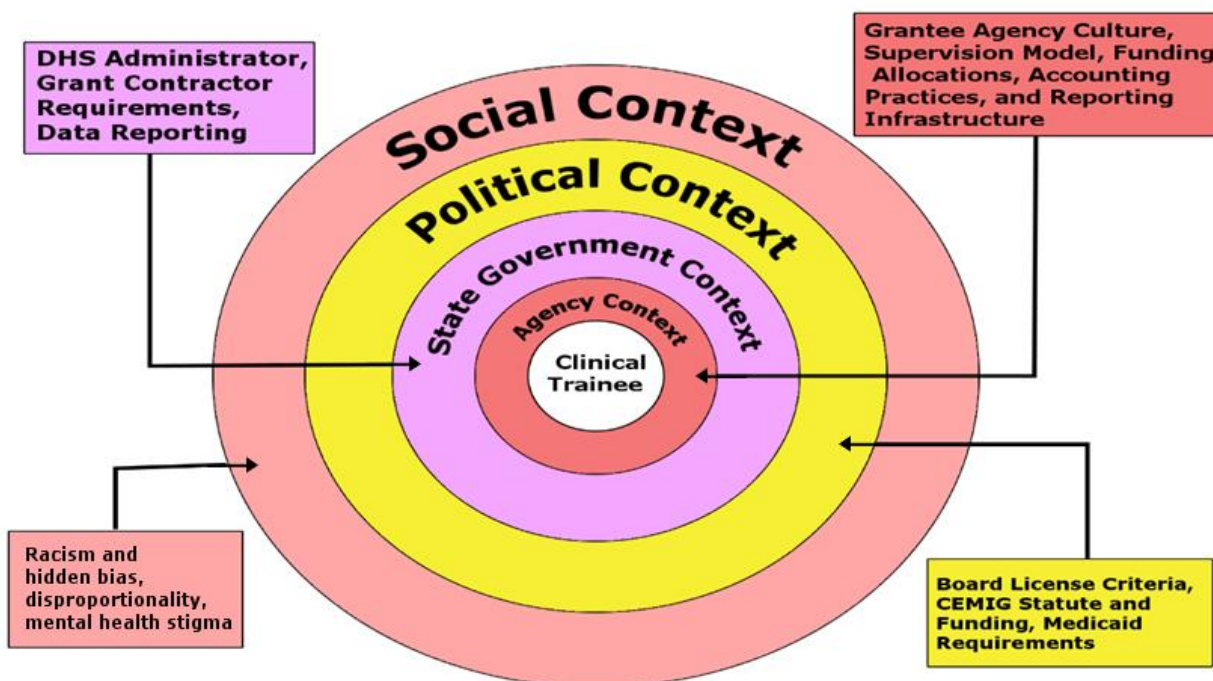 DHS Administrator,
Grant Contractor
Requirements,
Data Reporting
Grantee Agency Culture,
Supervision Model, Funding
Allocations, Accounting
Practices, and Reporting
Infrastructure
Social Context
Political Context
State Government Context
Agency Context
Clinical
Trainee
Racism and
hidden bias,
disproportionality,
mental health stigma
Board License Criteria,
CEMIG Statute and
Funding, Medicaid
Requirements